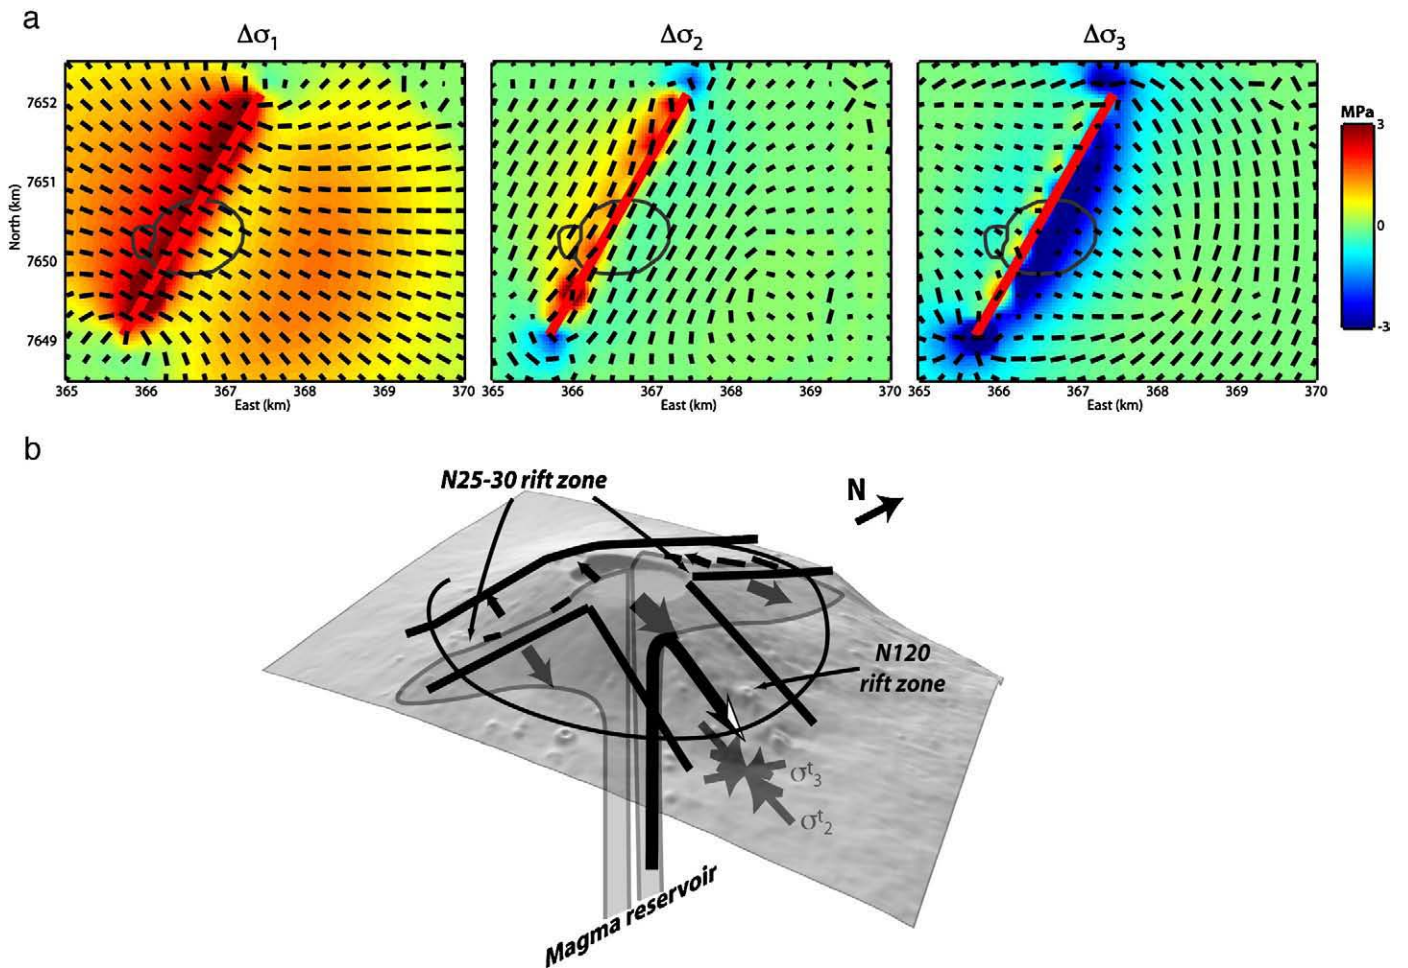 a
Δσ1
Δσ2
Δσ3
7652
7651
7650
7649
North (km)
365 366 367 368 369 370
East (km)
365 366 367 368 369 370
East (km)
365 366 367 368 369 370
East (km)
MPa
3
0
-3
b
N25-30 rift zone
N
N120
rift zone
σt3
σt2
Magma reservoir